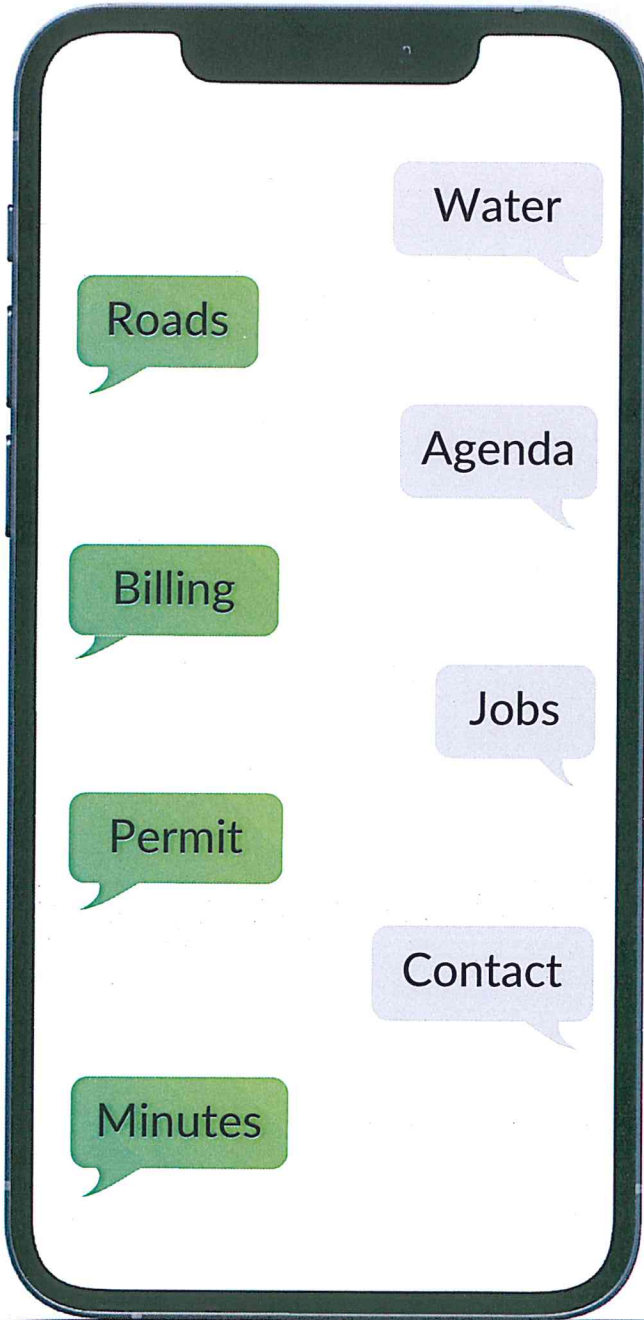 Water
Roads
Agenda
Billing
Jobs
Permit
Contact
Minutes